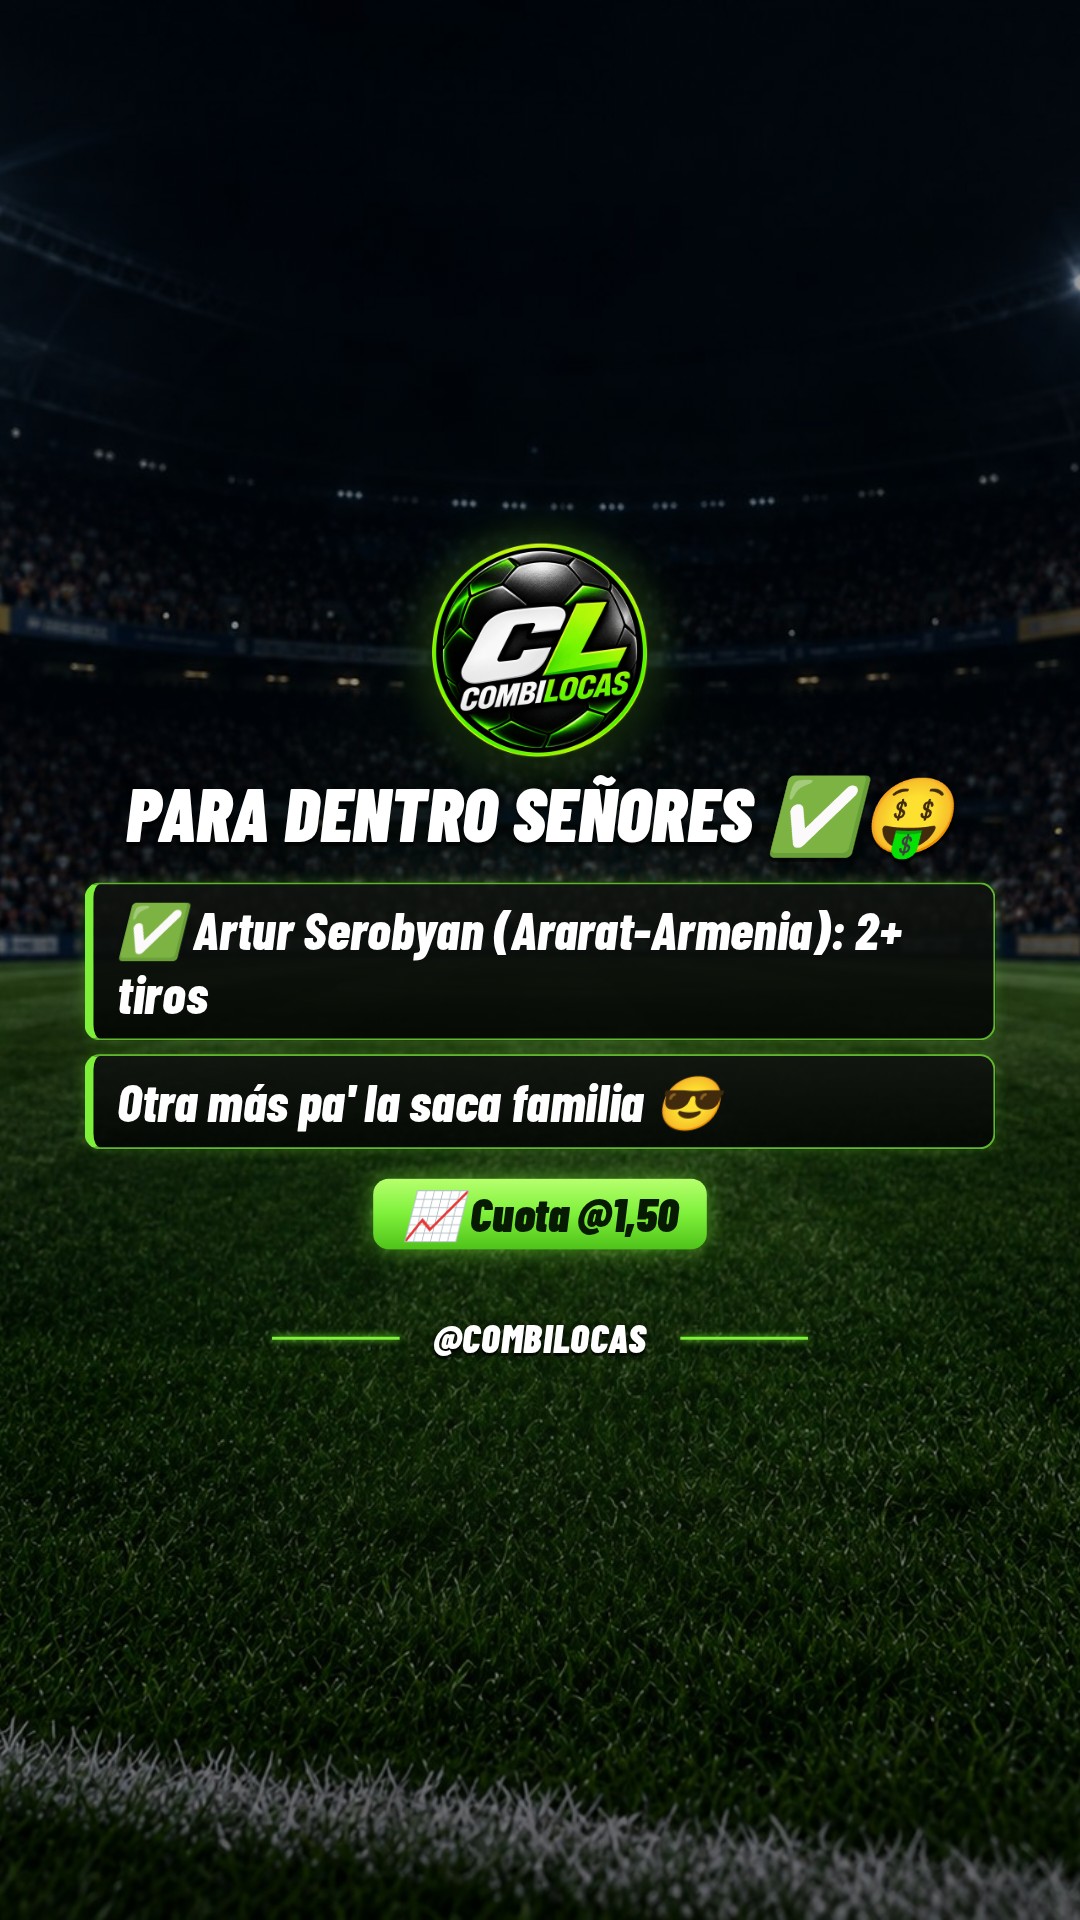 CL
COMBILOCAS
PARA DENTRO SEÑORES ✅🤑
✅ Artur Serobyan (Ararat-Armenia): 2+
tiros
Otra más pa' la saca familia 😎
📈 Cuota @1,50
@COMBILOCAS